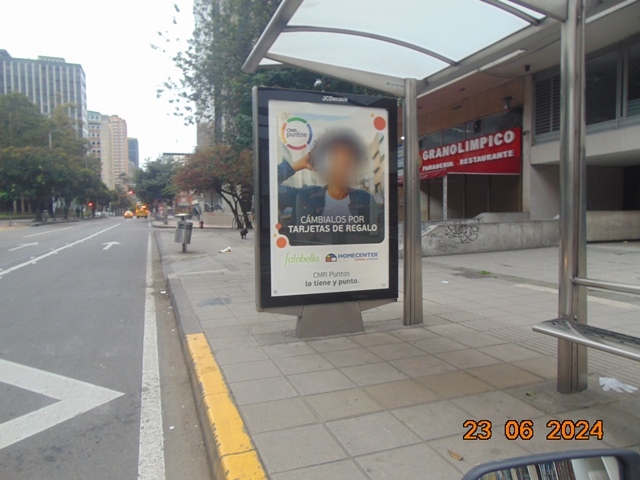 JCDecaux
CMR
puntos
CÁMBIALOS POR
TARJETAS DE REGALO
falabella
HOMECENTER
CMR Puntos
lo tiene y punto.
GRANOLIMPICO
PANADERIA RESTAURANTE
23 06 2024